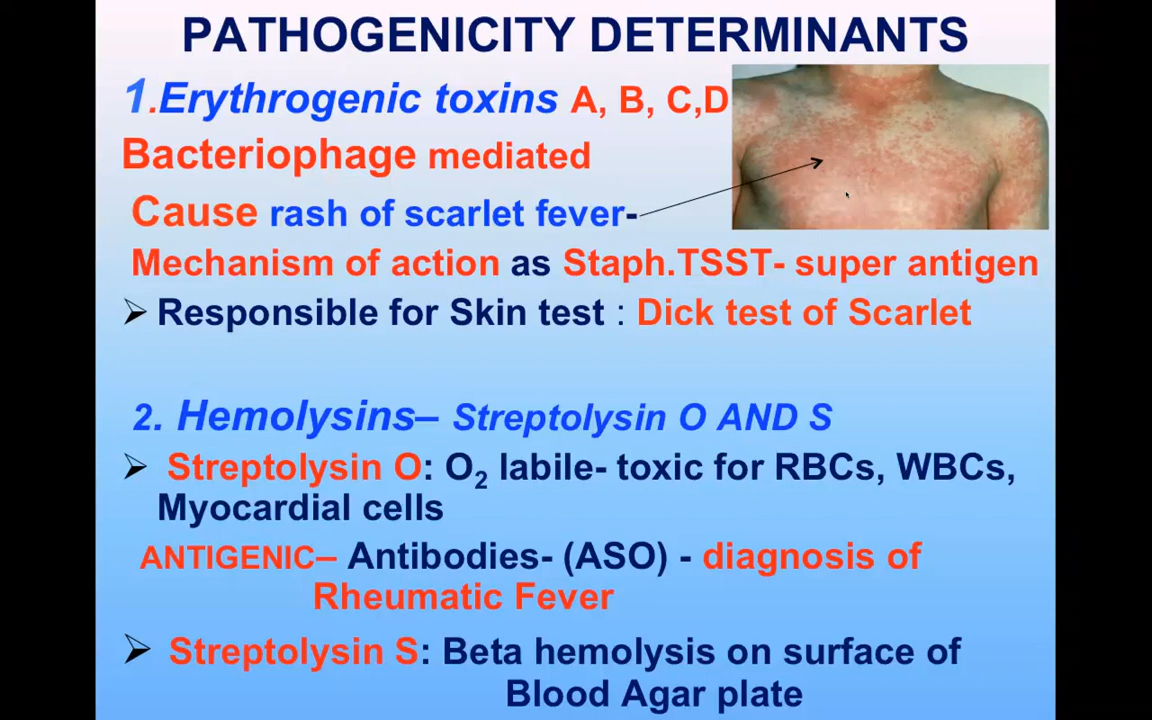 PATHOGENICITY DETERMINANTS
1.Erythrogenic toxins A, B, C,D
Bacteriophage mediated
Cause rash of scarlet fever-
Mechanism of action as Staph.TSST- super antigen
➢ Responsible for Skin test : Dick test of Scarlet
2. Hemolysins– Streptolysin O AND S
➢ Streptolysin O: O₂ labile- toxic for RBCs, WBCs,
Myocardial cells
ANTIGENIC– Antibodies- (ASO) - diagnosis of
Rheumatic Fever
➢ Streptolysin S: Beta hemolysis on surface of
Blood Agar plate